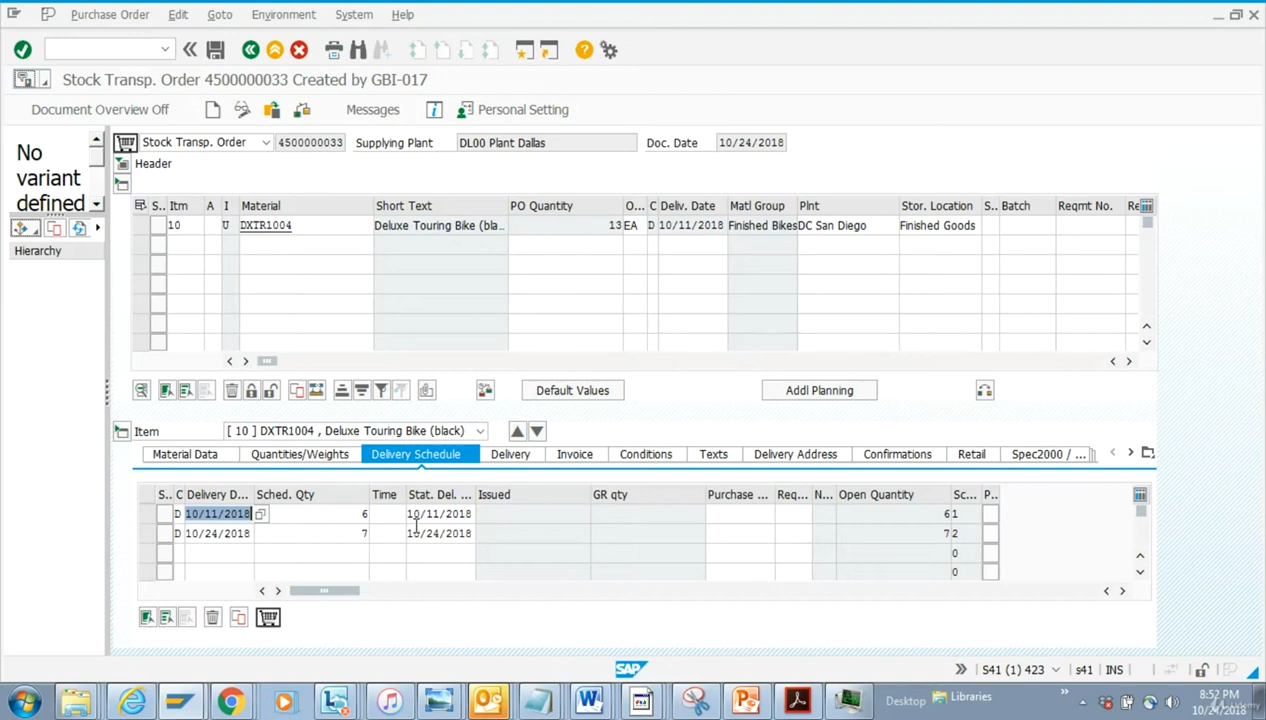 Purchase Order Edit Goto Environment System Help
Stock Transp. Order 4500000033 Created by GBI-017
Document Overview Off Messages Personal Setting
No variant defined
Hierarchy
Stock Transp. Order 4500000033 Supplying Plant DL00 Plant Dallas Doc. Date 10/24/2018
Header
S.. Itm A I Material Short Text PO Quantity O... C Deliv. Date Matl Group Plnt Stor. Location S.. Batch Reqmt No. Re
10 U DXTR1004 Deluxe Touring Bike (bla... 13 EA D 10/11/2018 Finished Bikes DC San Diego Finished Goods
Default Values Addl Planning
Item [ 10 ] DXTR1004 , Deluxe Touring Bike (black)
Material Data Quantities/Weights Delivery Schedule Delivery Invoice Conditions Texts Delivery Address Confirmations Retail Spec2000 / ...
S.. C Delivery D... Sched. Qty Time Stat. Del. ... Issued GR qty Purchase ... Req... N... Open Quantity Sc... P..
D 10/11/2018 6 10/11/2018 6 1
D 10/24/2018 7 10/24/2018 7 2
0
0
SAP S41 (1) 423 s41 INS
Desktop Libraries 8:52 PM
10/24/2018
Udemy